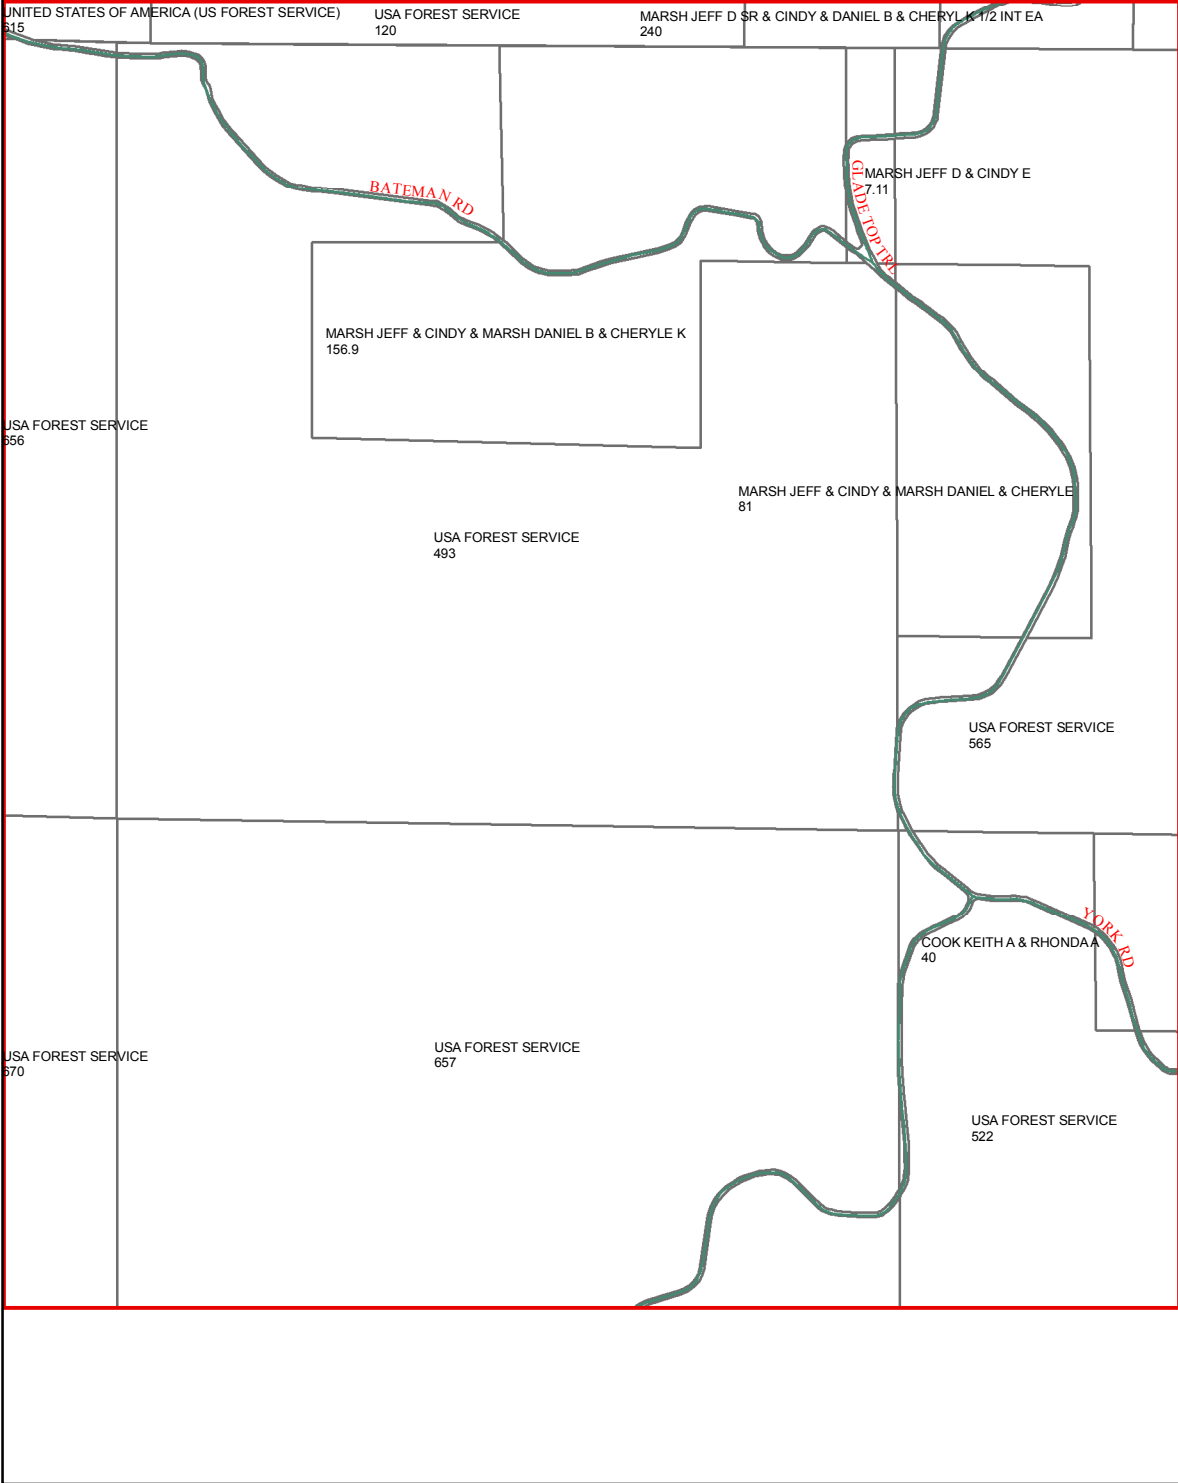 UNITED STATES OF AMERICA (US FOREST SERVICE)
615
USA FOREST SERVICE
120
MARSH JEFF D SR & CINDY & DANIEL B & CHERYL K 1/2 INT EA
240
MARSH JEFF D & CINDY E
7.11
GLADE TOP TRL
BATEMAN RD
MARSH JEFF & CINDY & MARSH DANIEL B & CHERYLE K
156.9
USA FOREST SERVICE
656
MARSH JEFF & CINDY & MARSH DANIEL & CHERYLE
81
USA FOREST SERVICE
493
USA FOREST SERVICE
565
YORK RD
COOK KEITH A & RHONDA A
40
USA FOREST SERVICE
670
USA FOREST SERVICE
657
USA FOREST SERVICE
522